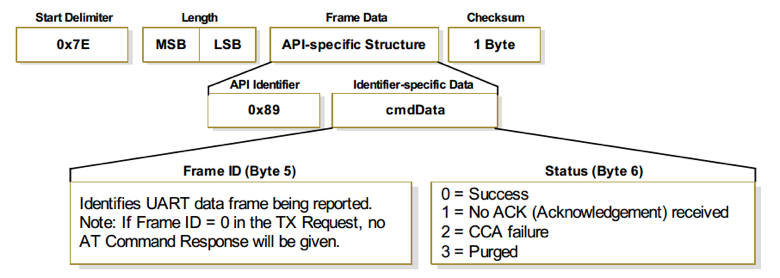 Start Delimiter Length Frame Data Checksum
0x7E MSB LSB API-specific Structure 1 Byte
API Identifier Identifier-specific Data
0x89 cmdData
Frame ID (Byte 5)
Identifies UART data frame being reported.
Note: If Frame ID = 0 in the TX Request, no
AT Command Response will be given.
Status (Byte 6)
0 = Success
1 = No ACK (Acknowledgement) received
2 = CCA failure
3 = Purged